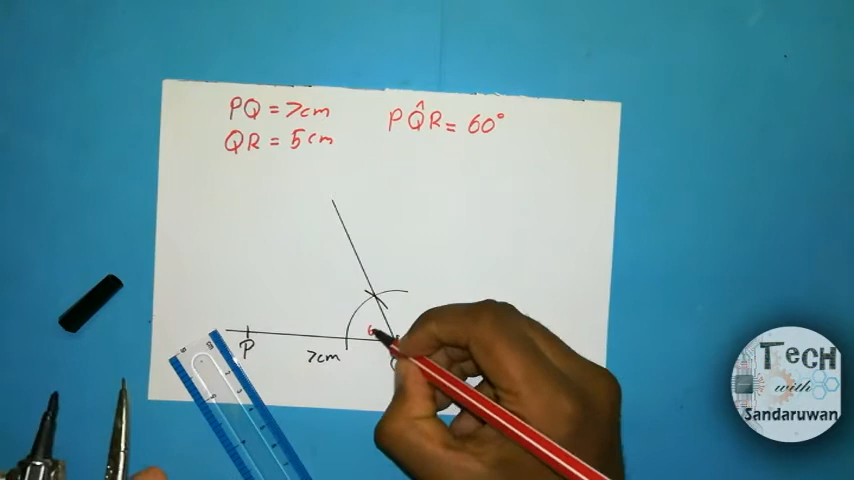 PQ = 7cm
QR = 5cm
PQ̂R = 60°
P
7cm
Tech
with
Sandaruwan